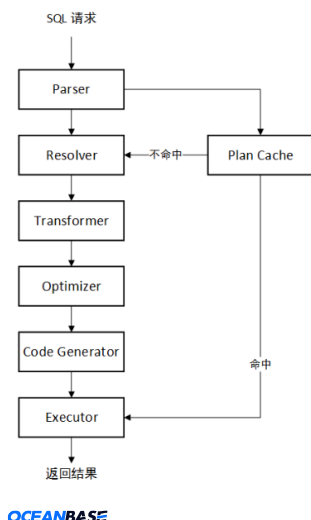 SQL 请求
Parser
Resolver
不命中
Plan Cache
Transformer
Optimizer
Code Generator
命中
Executor
返回结果
OCEANBASE